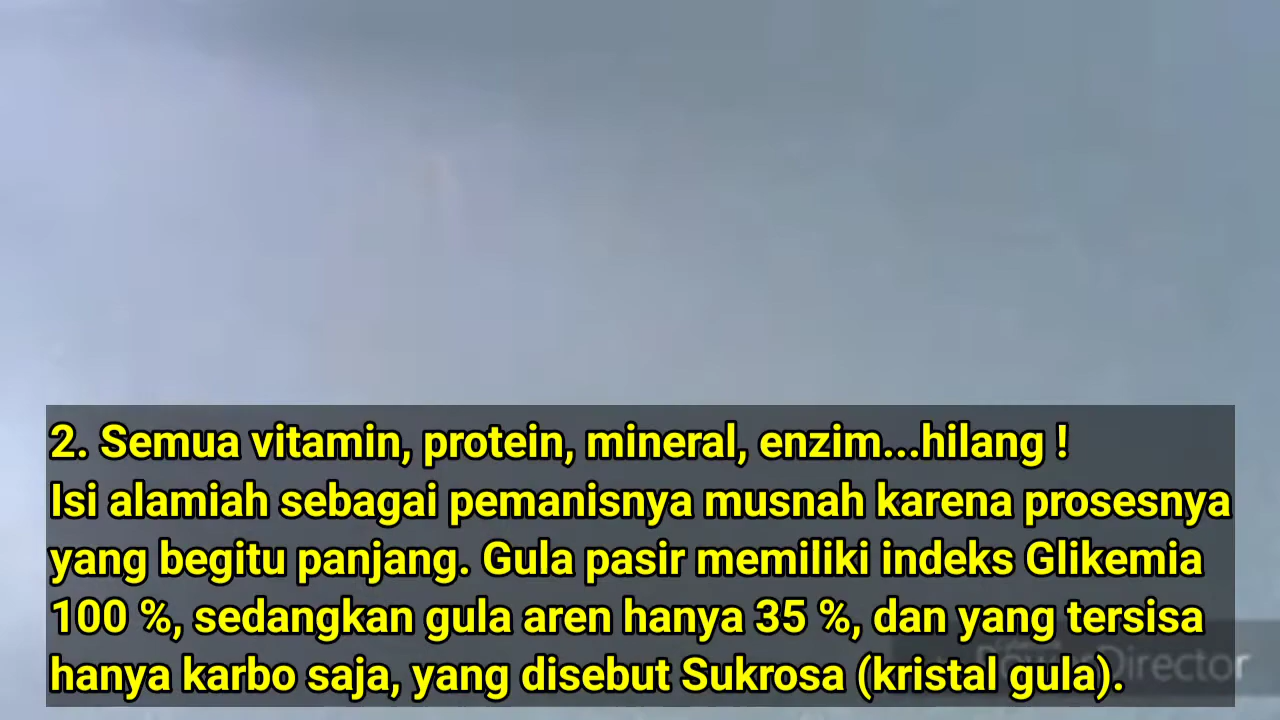 2. Semua vitamin, protein, mineral, enzim...hilang !
Isi alamiah sebagai pemanisnya musnah karena prosesnya
yang begitu panjang. Gula pasir memiliki indeks Glikemia
100 %, sedangkan gula aren hanya 35 %, dan yang tersisa
hanya karbo saja, yang disebut Sukrosa (kristal gula).
PowerDirector